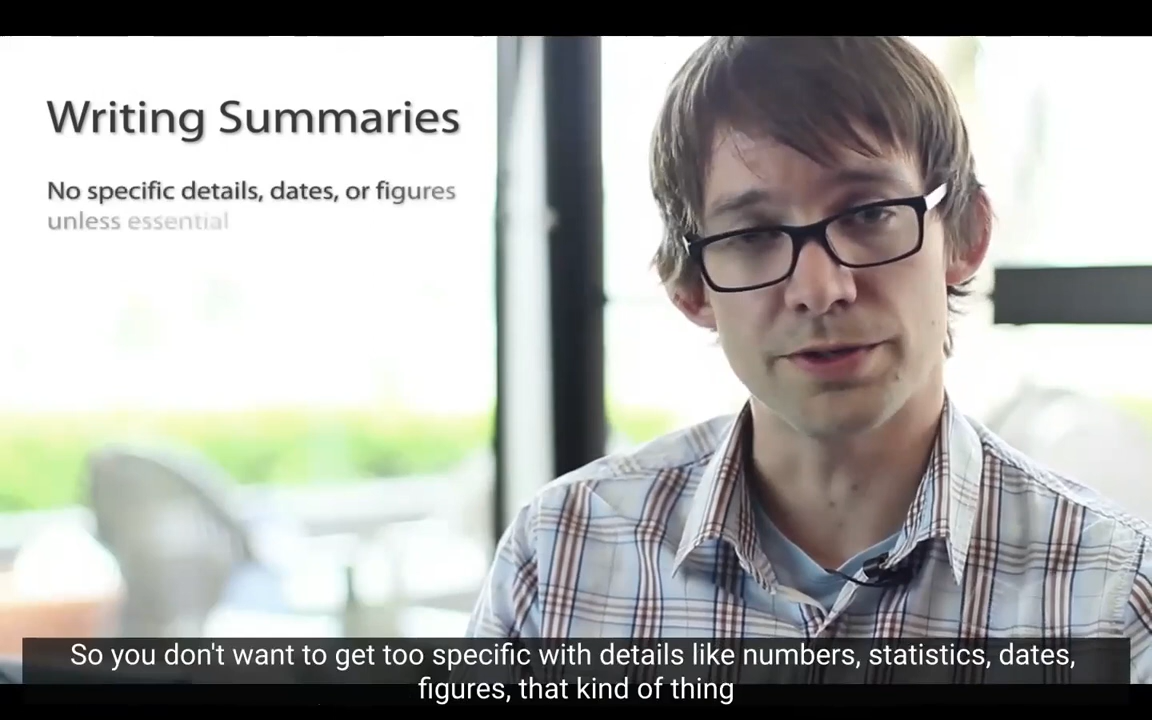 Writing Summaries
No specific details, dates, or figures
unless essential
So you don't want to get too specific with details like numbers, statistics, dates,
figures, that kind of thing